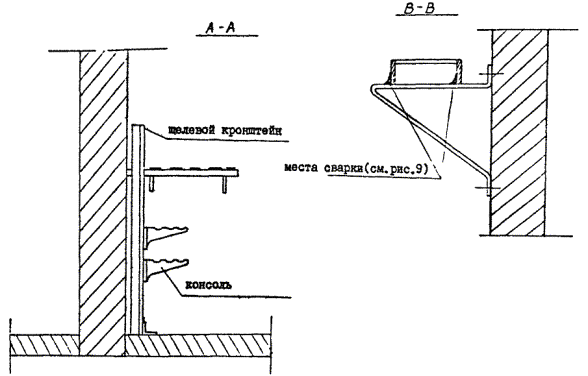 А-А
В-В
щелевой кронштейн
места сварки(см.рис.9)
консоль